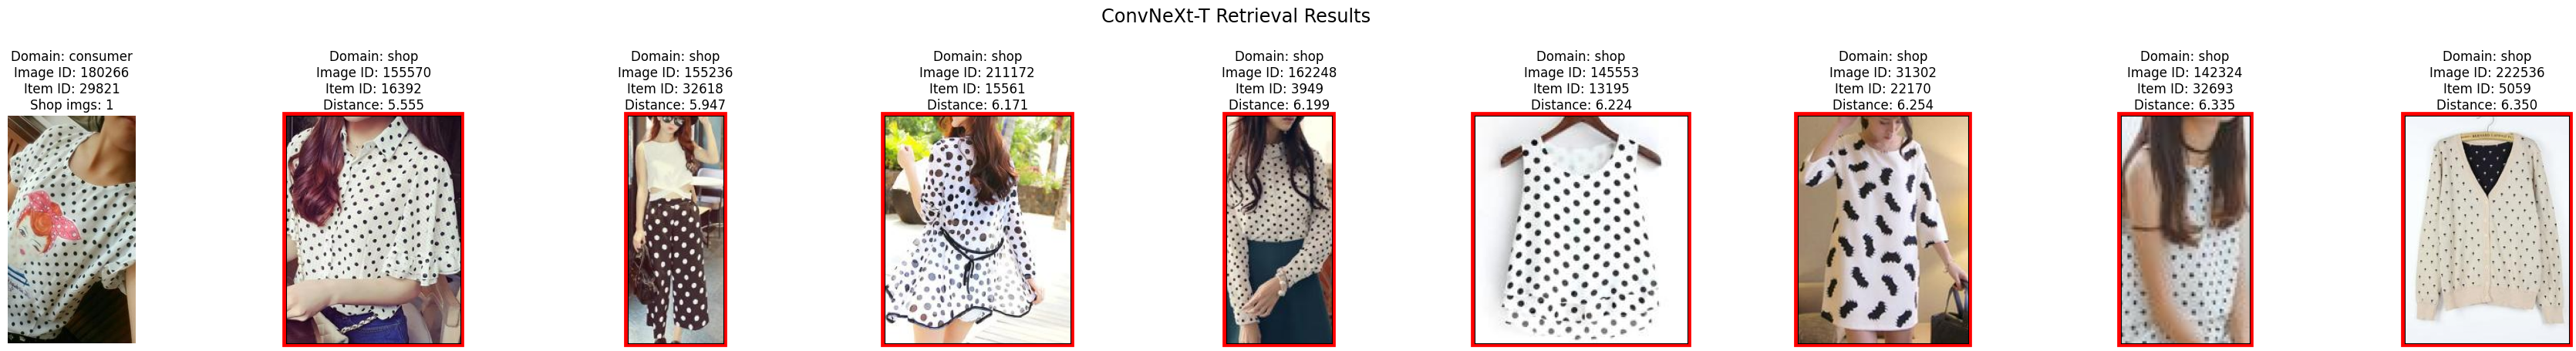 ConvNeXt-T Retrieval Results
Domain: consumer
Image ID: 180266
Item ID: 29821
Shop imgs: 1
Domain: shop
Image ID: 155570
Item ID: 16392
Distance: 5.555
Domain: shop
Image ID: 155236
Item ID: 32618
Distance: 5.947
Domain: shop
Image ID: 211172
Item ID: 15561
Distance: 6.171
Domain: shop
Image ID: 162248
Item ID: 3949
Distance: 6.199
Domain: shop
Image ID: 145553
Item ID: 13195
Distance: 6.224
Domain: shop
Image ID: 31302
Item ID: 22170
Distance: 6.254
Domain: shop
Image ID: 142324
Item ID: 32693
Distance: 6.335
Domain: shop
Image ID: 222536
Item ID: 5059
Distance: 6.350